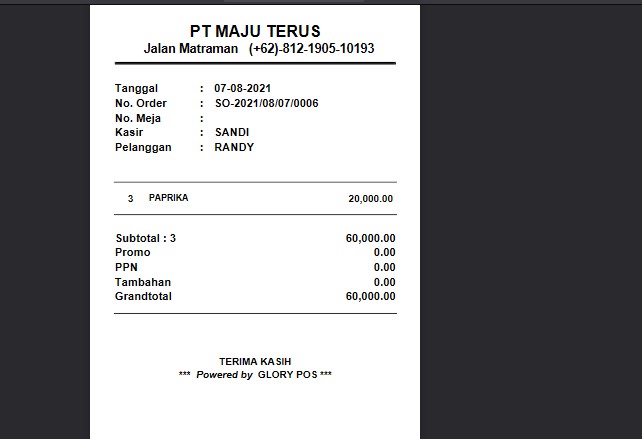 PT MAJU TERUS
Jalan Matraman (+62)-812-1905-10193
Tanggal : 07-08-2021
No. Order : SO-2021/08/07/0006
No. Meja :
Kasir : SANDI
Pelanggan : RANDY
3 PAPRIKA 20,000.00
Subtotal : 3 60,000.00
Promo 0.00
PPN 0.00
Tambahan 0.00
Grandtotal 60,000.00
TERIMA KASIH
*** Powered by GLORY POS ***